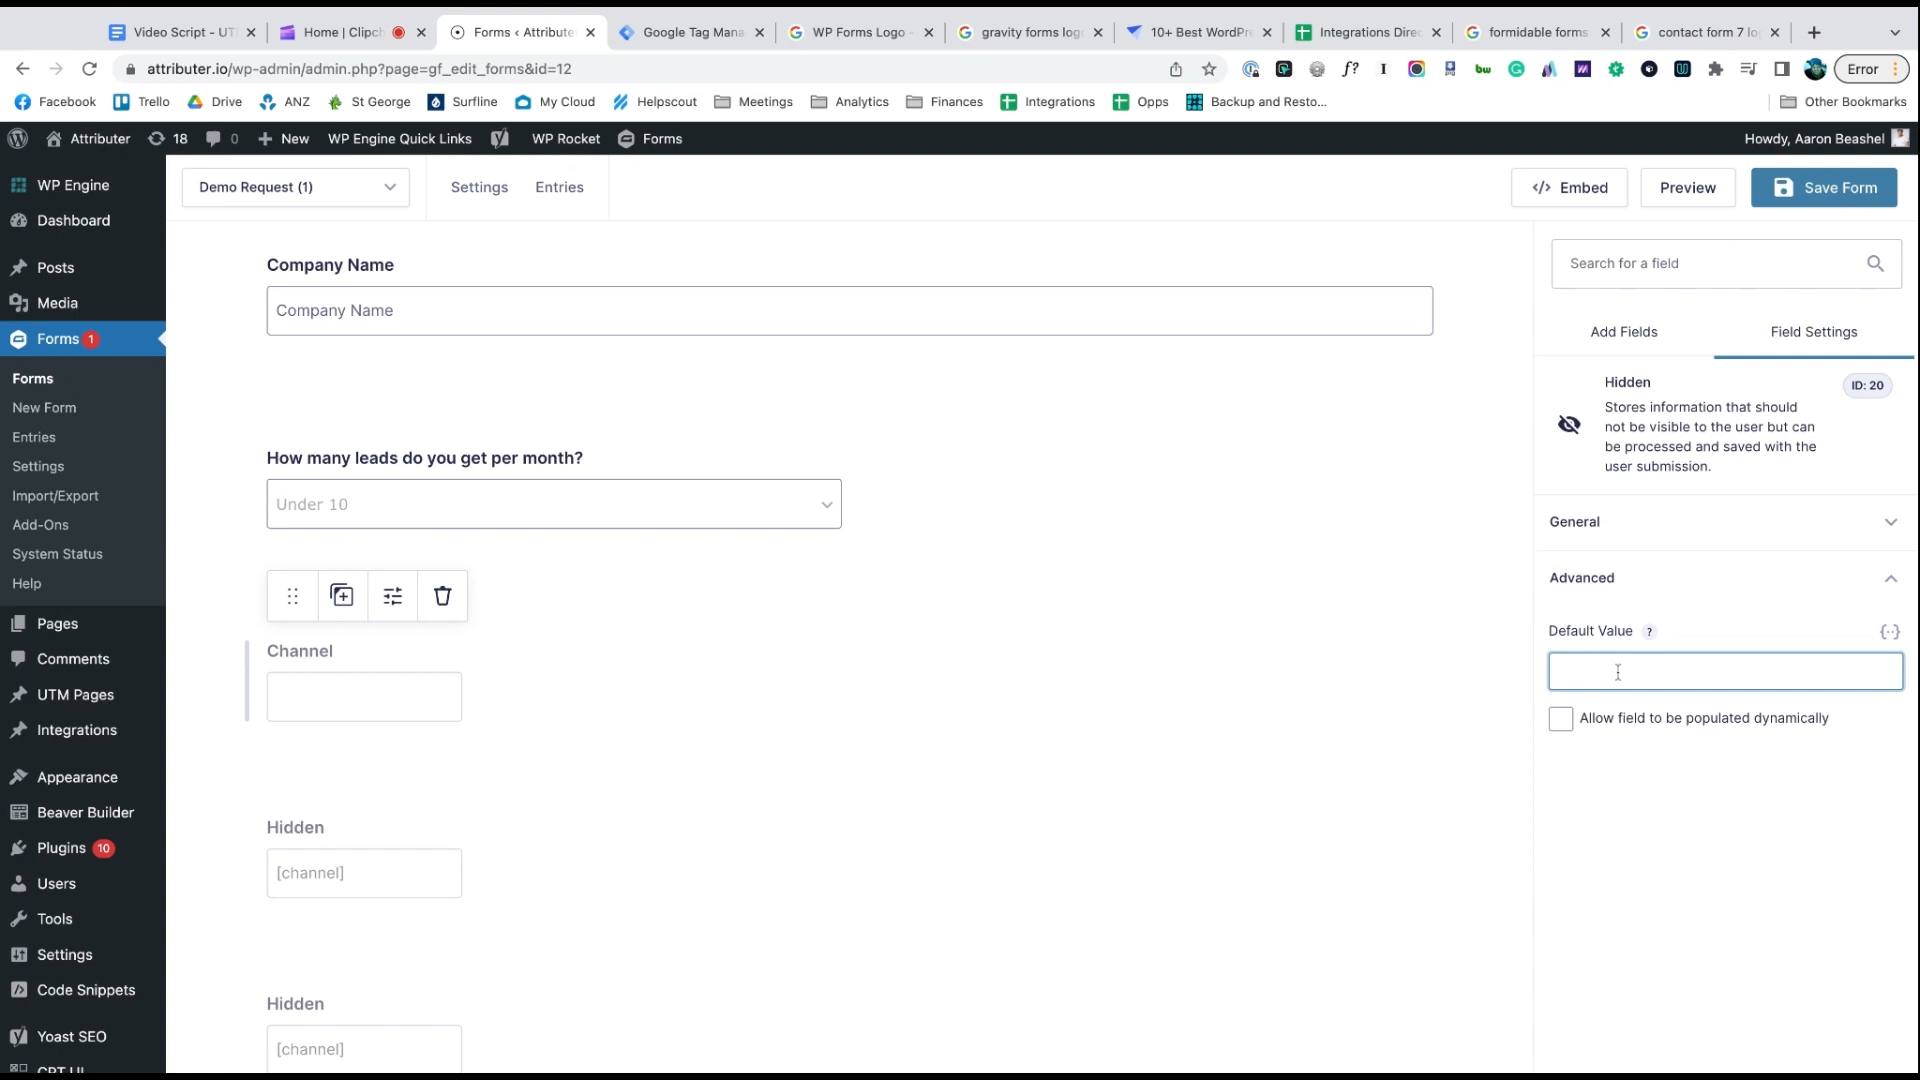 Video Script - UT
Home | Clipch
Forms ‹ Attribute
Google Tag Mana
WP Forms Logo -
gravity forms log
10+ Best WordPre
Integrations Direc
formidable forms
contact form 7 lo
attributer.io/wp-admin/admin.php?page=gf_edit_forms&id=12
f?
bw
Error
Facebook
Trello
Drive
ANZ
St George
Surfline
My Cloud
Helpscout
Meetings
Analytics
Finances
Integrations
Opps
Backup and Resto...
Other Bookmarks
Attributer
18
0
New
WP Engine Quick Links
WP Rocket
Forms
Howdy, Aaron Beashel
WP Engine
Dashboard
Posts
Media
Forms 1
Forms
New Form
Entries
Settings
Import/Export
Add-Ons
System Status
Help
Pages
Comments
UTM Pages
Integrations
Appearance
Beaver Builder
Plugins 10
Users
Tools
Settings
Code Snippets
Yoast SEO
CPT UI
Demo Request (1)
Settings
Entries
</> Embed
Preview
Save Form
Company Name
Company Name
How many leads do you get per month?
Under 10
Channel
Hidden
[channel]
Hidden
[channel]
Search for a field
Add Fields
Field Settings
Hidden
ID: 20
Stores information that should
not be visible to the user but can
be processed and saved with the
user submission.
General
Advanced
Default Value ?
{··}
Allow field to be populated dynamically